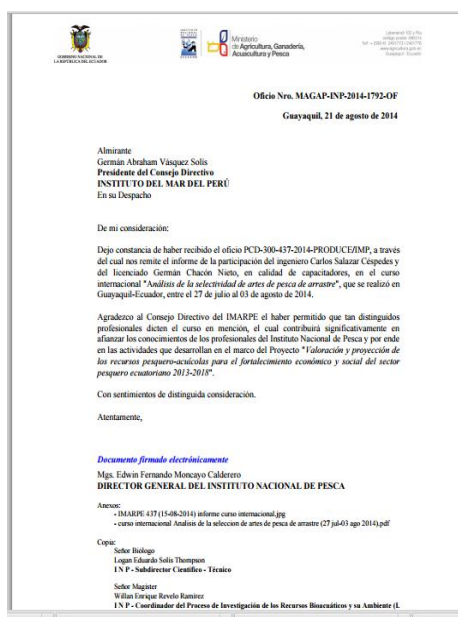 GOBIERNO NACIONAL DE
LA REPÚBLICA DEL ECUADOR
Ministerio
de Agricultura, Ganadería,
Acuacultura y Pesca
Guayaquil - Ecuador
Oficio Nro. MAGAP-INP-2014-1792-OF
Guayaquil, 21 de agosto de 2014
Almirante
Germán Abraham Vásquez Solís
Presidente del Consejo Directivo
INSTITUTO DEL MAR DEL PERÚ
En su Despacho
De mi consideración:
Dejo constancia de haber recibido el oficio PCD-300-437-2014-PRODUCE/IMP, a través
del cual nos remite el informe de la participación del ingeniero Carlos Salazar Céspedes y
del licenciado Germán Chacón Nieto, en calidad de capacitadores, en el curso
internacional "Análisis de la selectividad de artes de pesca de arrastre", que se realizó en
Guayaquil-Ecuador, entre el 27 de julio al 03 de agosto de 2014.
Agradezco al Consejo Directivo del IMARPE el haber permitido que tan distinguidos
profesionales dicten el curso en mención, el cual contribuirá significativamente en
afianzar los conocimientos de los profesionales del Instituto Nacional de Pesca y por ende
en las actividades que desarrollan en el marco del Proyecto "Valoración y proyección de
los recursos pesquero-acuícolas para el fortalecimiento económico y social del sector
pesquero ecuatoriano 2013-2018".
Con sentimientos de distinguida consideración.
Atentamente,
Documento firmado electrónicamente
Mgs. Edwin Fernando Moncayo Calderero
DIRECTOR GENERAL DEL INSTITUTO NACIONAL DE PESCA
Anexos:
- IMARPE 437 (15-08-2014) informe curso internacional.jpg
- curso internacional Analisis de la seleccion de artes de pesca de arrastre (27 jul-03 ago 2014).pdf
Copia:
Señor Biólogo
Logan Eduardo Solis Thompson
I N P - Subdirector Científico - Técnico
Señor Magister
Willan Enrique Revelo Ramírez
I N P - Coordinador del Proceso de Investigación de los Recursos Bioacuáticos y su Ambiente (I.